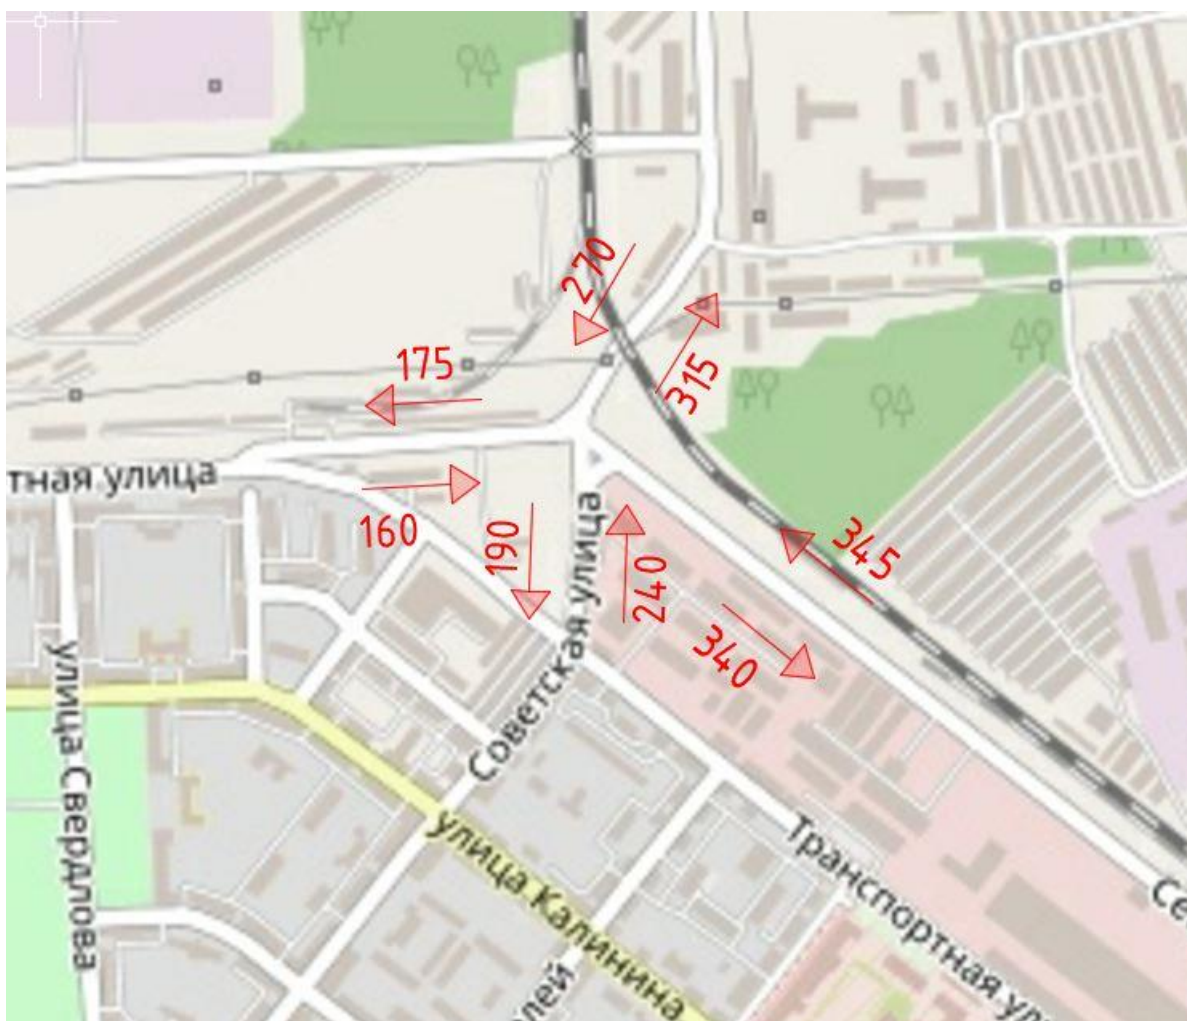 270
175
315
тная улица
160
190
240
345
340
Советская улица
улица Свердлова
улица Калинина
Транспортная ул
Се
лей